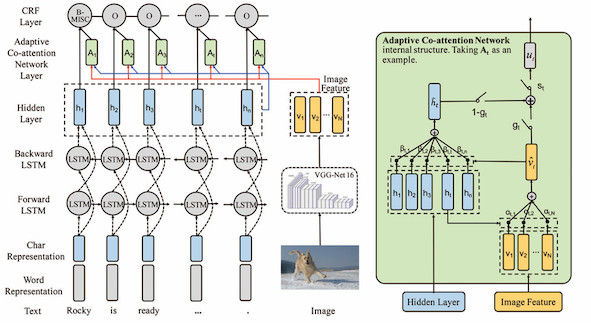 CRF Layer
B-MISC
O
O
...
O
Adaptive Co-attention Network Layer
A1
A2
A3
At
An
Hidden Layer
h1
h2
h3
ht
hn
Image Feature
v1
v2
...
vN
Backward LSTM
LSTM
LSTM
LSTM
LSTM
LSTM
VGG-Net 16
Forward LSTM
LSTM
LSTM
LSTM
LSTM
LSTM
Char Representation
Word Representation
Text
Rocky
is
ready
...
.
Image
Adaptive Co-attention Network
internal structure. Taking At as an
example.
ut
st
ĥt
1-gt
gt
βt,1
βt,2
βt,3
βt,t
βt,n
v̂t
h1
h2
h3
ht
hn
αt,1
αt,2
αt,N
v1
v2
...
vN
Hidden Layer
Image Feature